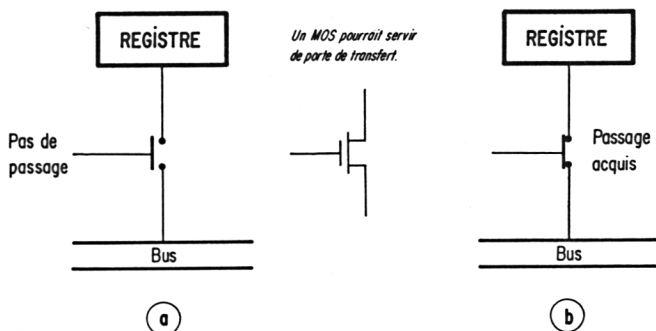 REGISTRE
Pas de
passage
Bus
a
Un MOS pourrait servir
de porte de transfert.
REGISTRE
Passage
acquis
Bus
b